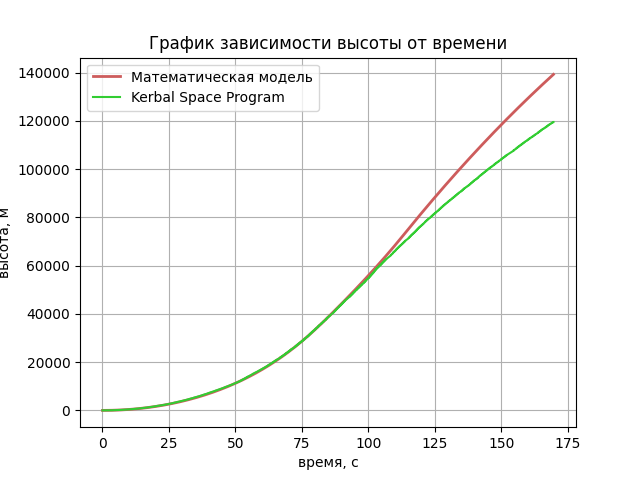 График зависимости высоты от времени
Математическая модель
Kerbal Space Program
140000
120000
100000
80000
60000
40000
20000
0
высота, м
0 25 50 75 100 125 150 175
время, с